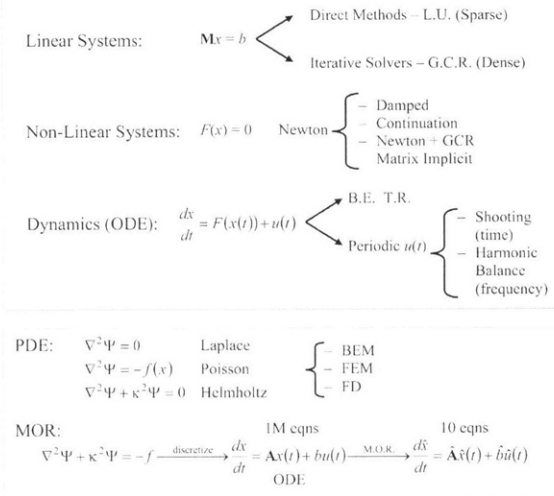 Direct Methods – L.U. (Sparse)
Linear Systems: Mx = b
Iterative Solvers – G.C.R. (Dense)
– Damped
– Continuation
Non-Linear Systems: F(x) = 0 Newton – Newton + GCR
Matrix Implicit
B.E. T.R.
Dynamics (ODE): dx/dt = F(x(t)) + u(t)
– Shooting
Periodic u(t) (time)
– Harmonic
Balance
(frequency)
PDE: ∇²Ψ = 0 Laplace – BEM
∇²Ψ = –f(x) Poisson – FEM
∇²Ψ + κ²Ψ = 0 Helmholtz – FD
MOR: 1M eqns 10 eqns
∇²Ψ + κ²Ψ = –f discretize dx/dt = Ax(t) + bu(t) M.O.R. dx̂/dt = Âx̂(t) + b̂û(t)
ODE